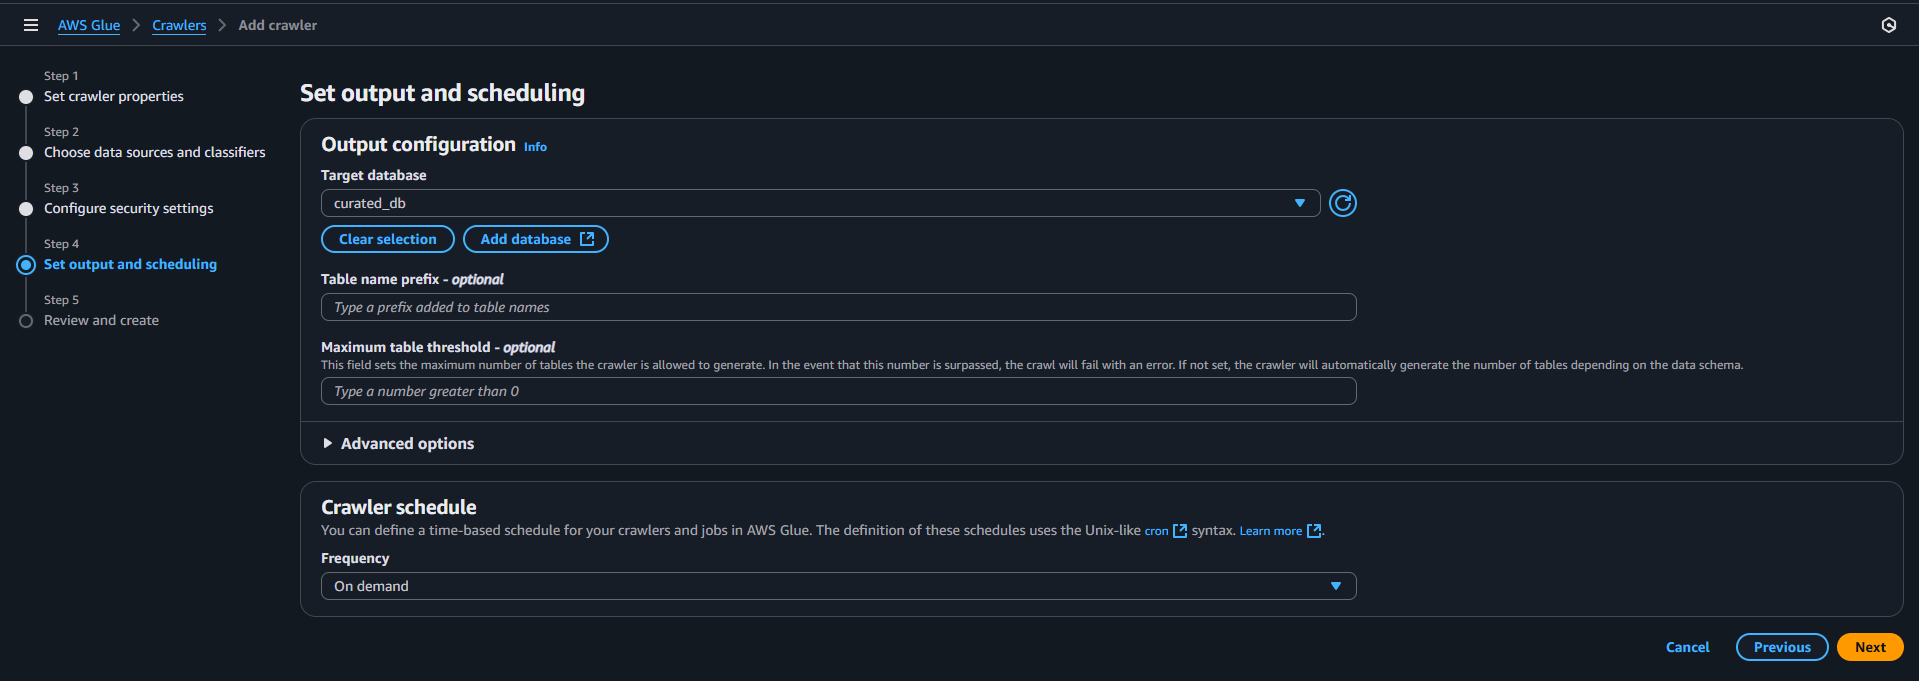 AWS Glue > Crawlers > Add crawler
Step 1
Set crawler properties
Step 2
Choose data sources and classifiers
Step 3
Configure security settings
Step 4
Set output and scheduling
Step 5
Review and create
Set output and scheduling
Output configuration Info
Target database
curated_db
Clear selection Add database
Table name prefix - optional
Type a prefix added to table names
Maximum table threshold - optional
This field sets the maximum number of tables the crawler is allowed to generate. In the event that this number is surpassed, the crawl will fail with an error. If not set, the crawler will automatically generate the number of tables depending on the data schema.
Type a number greater than 0
Advanced options
Crawler schedule
You can define a time-based schedule for your crawlers and jobs in AWS Glue. The definition of these schedules uses the Unix-like cron syntax. Learn more.
Frequency
On demand
Cancel Previous Next